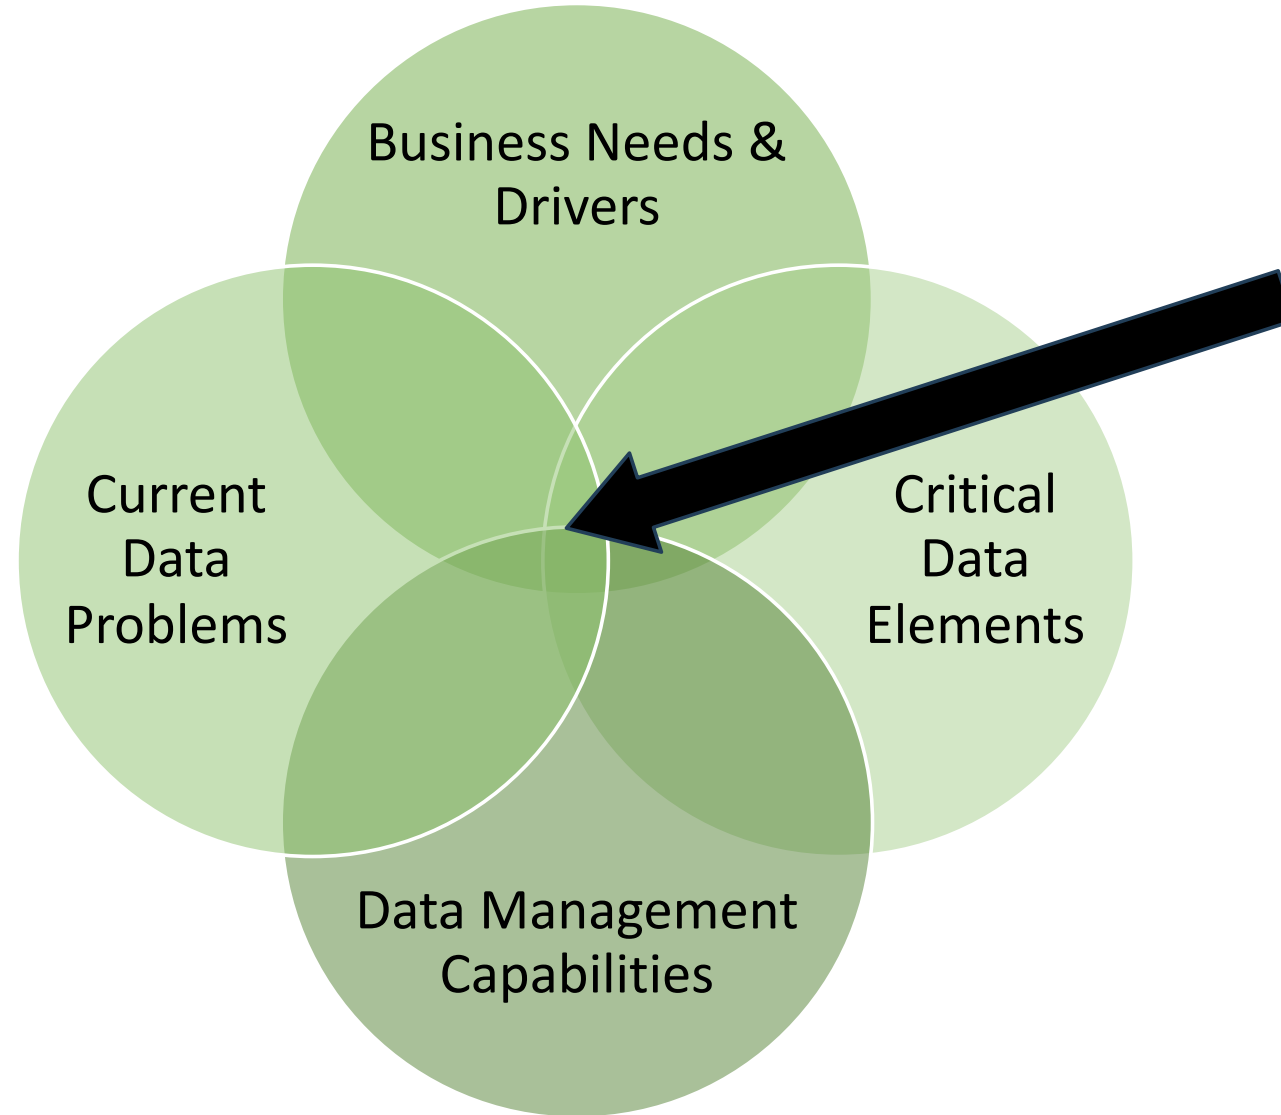 Business Needs &
Drivers
Current
Data
Problems
Critical
Data
Elements
Data Management
Capabilities